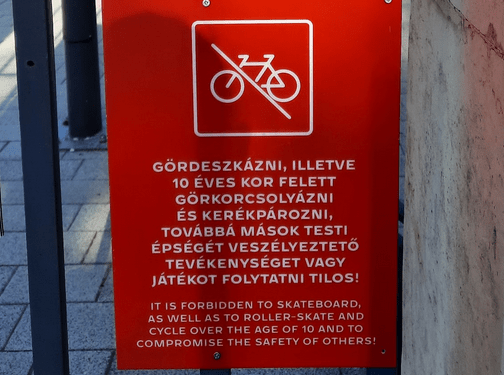 GÖRDESZKÁZNI, ILLETVE
10 ÉVES KOR FELETT
GÖRKORCSOLYÁZNI
ÉS KERÉKPÁROZNI,
TOVÁBBÁ MÁSOK TESTI
ÉPSÉGÉT VESZÉLYEZTETŐ
TEVÉKENYSÉGET VAGY
JÁTÉKOT FOLYTATNI TILOS!
IT IS FORBIDDEN TO SKATEBOARD,
AS WELL AS TO ROLLER-SKATE AND
CYCLE OVER THE AGE OF 10 AND TO
COMPROMISE THE SAFETY OF OTHERS!